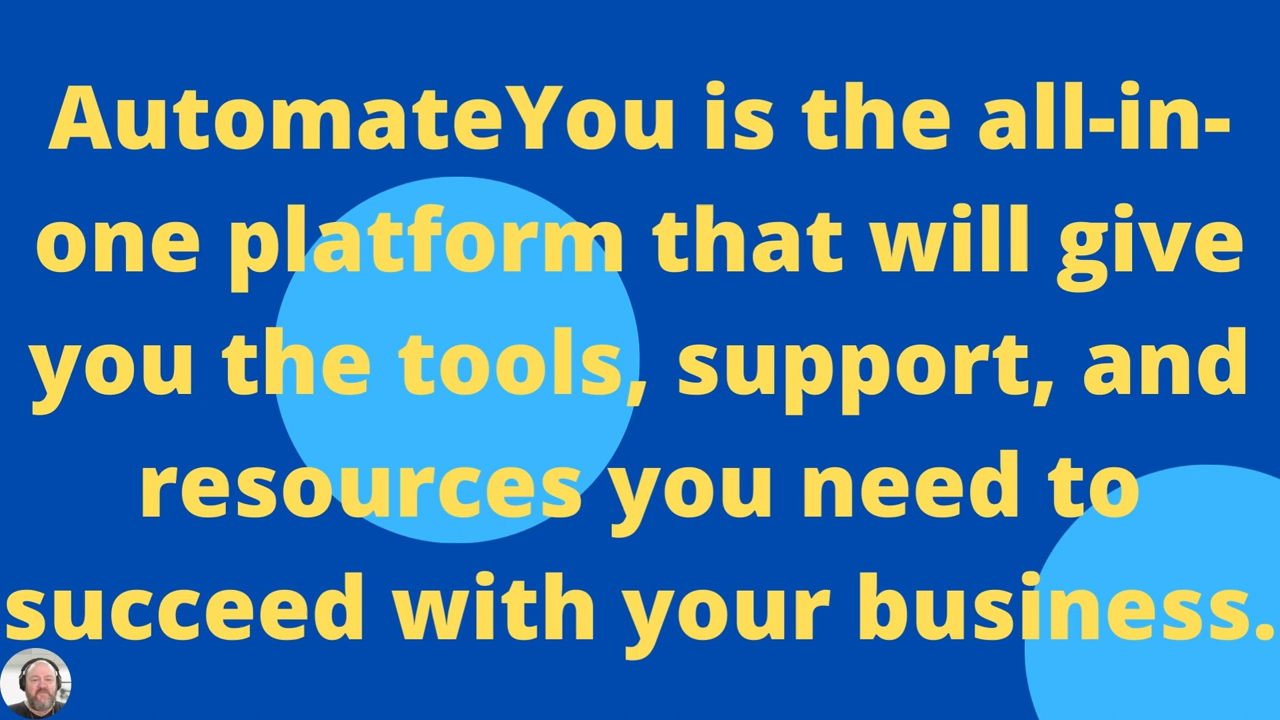 AutomateYou is the all-in-
one platform that will give
you the tools, support, and
resources you need to
succeed with your business.